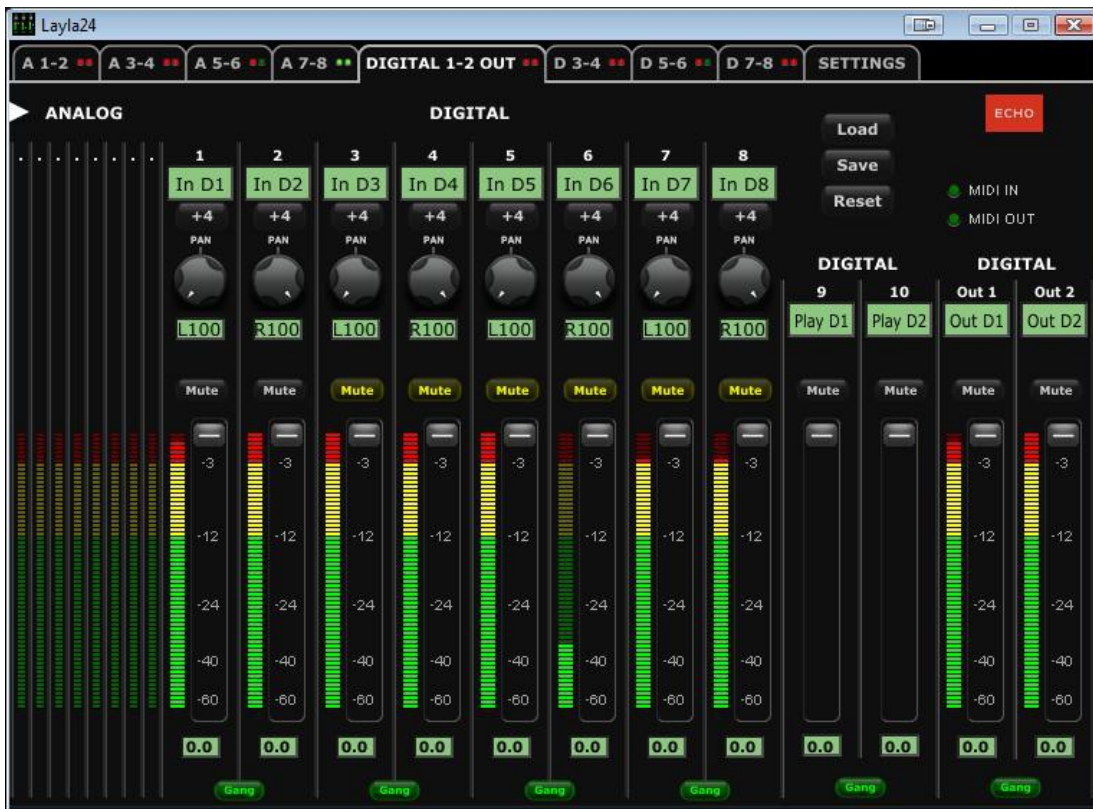 Layla24
A 1-2 A 3-4 A 5-6 A 7-8 DIGITAL 1-2 OUT D 3-4 D 5-6 D 7-8 SETTINGS
ANALOG DIGITAL
ECHO
Load
Save
Reset
MIDI IN
MIDI OUT
1 2 3 4 5 6 7 8
In D1 In D2 In D3 In D4 In D5 In D6 In D7 In D8
+4 +4 +4 +4 +4 +4 +4 +4
PAN PAN PAN PAN PAN PAN PAN PAN
L100 R100 L100 R100 L100 R100 L100 R100
DIGITAL DIGITAL
9 10 Out 1 Out 2
Play D1 Play D2 Out D1 Out D2
Mute Mute Mute Mute Mute Mute Mute Mute Mute Mute Mute Mute
-3 -3 -3 -3 -3 -3 -3 -3 -3 -3
-12 -12 -12 -12 -12 -12 -12 -12 -12 -12
-24 -24 -24 -24 -24 -24 -24 -24 -24 -24
-40 -40 -40 -40 -40 -40 -40 -40 -40 -40
-60 -60 -60 -60 -60 -60 -60 -60 -60 -60
0.0 0.0 0.0 0.0 0.0 0.0 0.0 0.0 0.0 0.0 0.0 0.0
Gang Gang Gang Gang Gang Gang